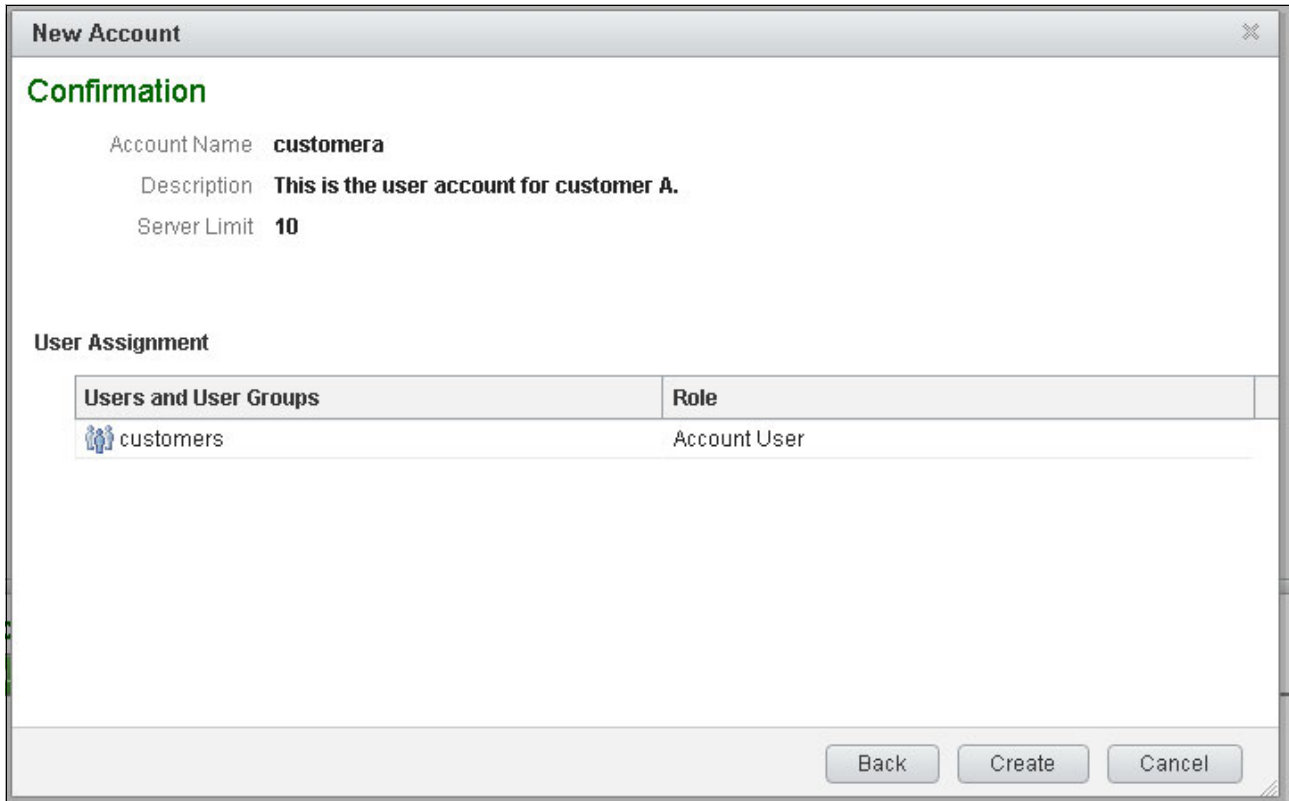 New Account
Confirmation
Account Name customera
Description This is the user account for customer A.
Server Limit 10
User Assignment
Users and User Groups Role
customers Account User
Back Create Cancel